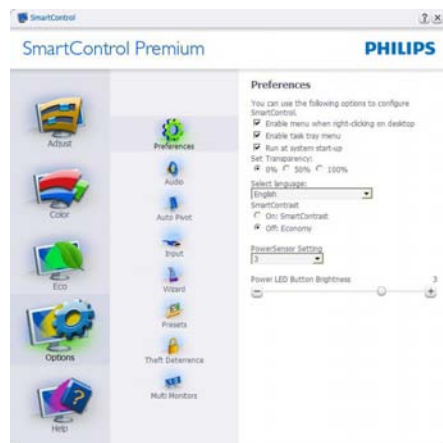 SmartControl
SmartControl Premium
PHILIPS
Adjust
Color
Eco
Options
Help
Preferences
Audio
Auto Pivot
Input
Wizard
Presets
Theft Deterrence
Multi Monitors
Preferences
You can use the following options to configure
SmartControl.
Enable menu when right-clicking on desktop
Enable task tray menu
Run at system start-up
Set Transparency:
0% 50% 100%
Select language:
English
SmartContrast
On: SmartContrast
Off: Economy
PowerSensor Setting
3
Power LED Button Brightness 3